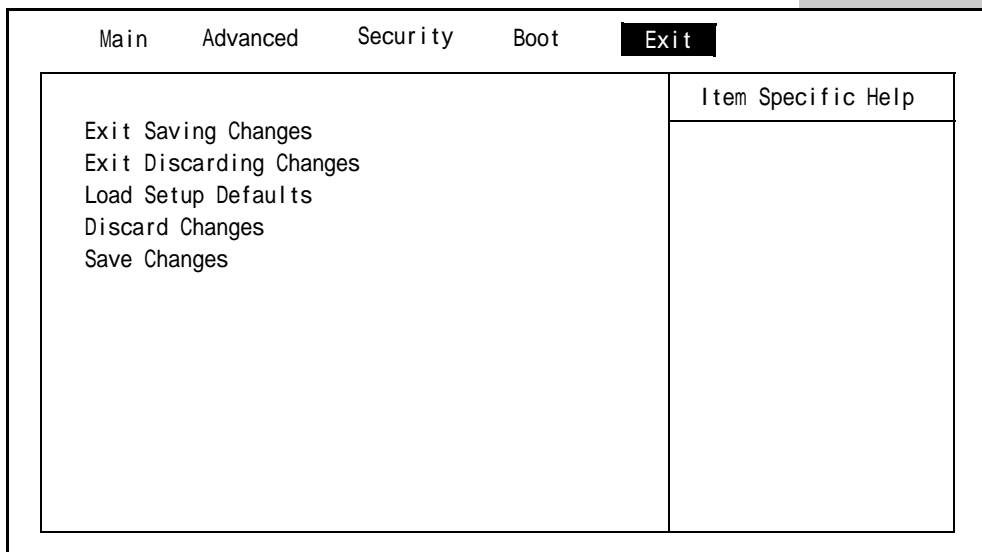 Main Advanced Security Boot Exit
Item Specific Help
Exit Saving Changes
Exit Discarding Changes
Load Setup Defaults
Discard Changes
Save Changes